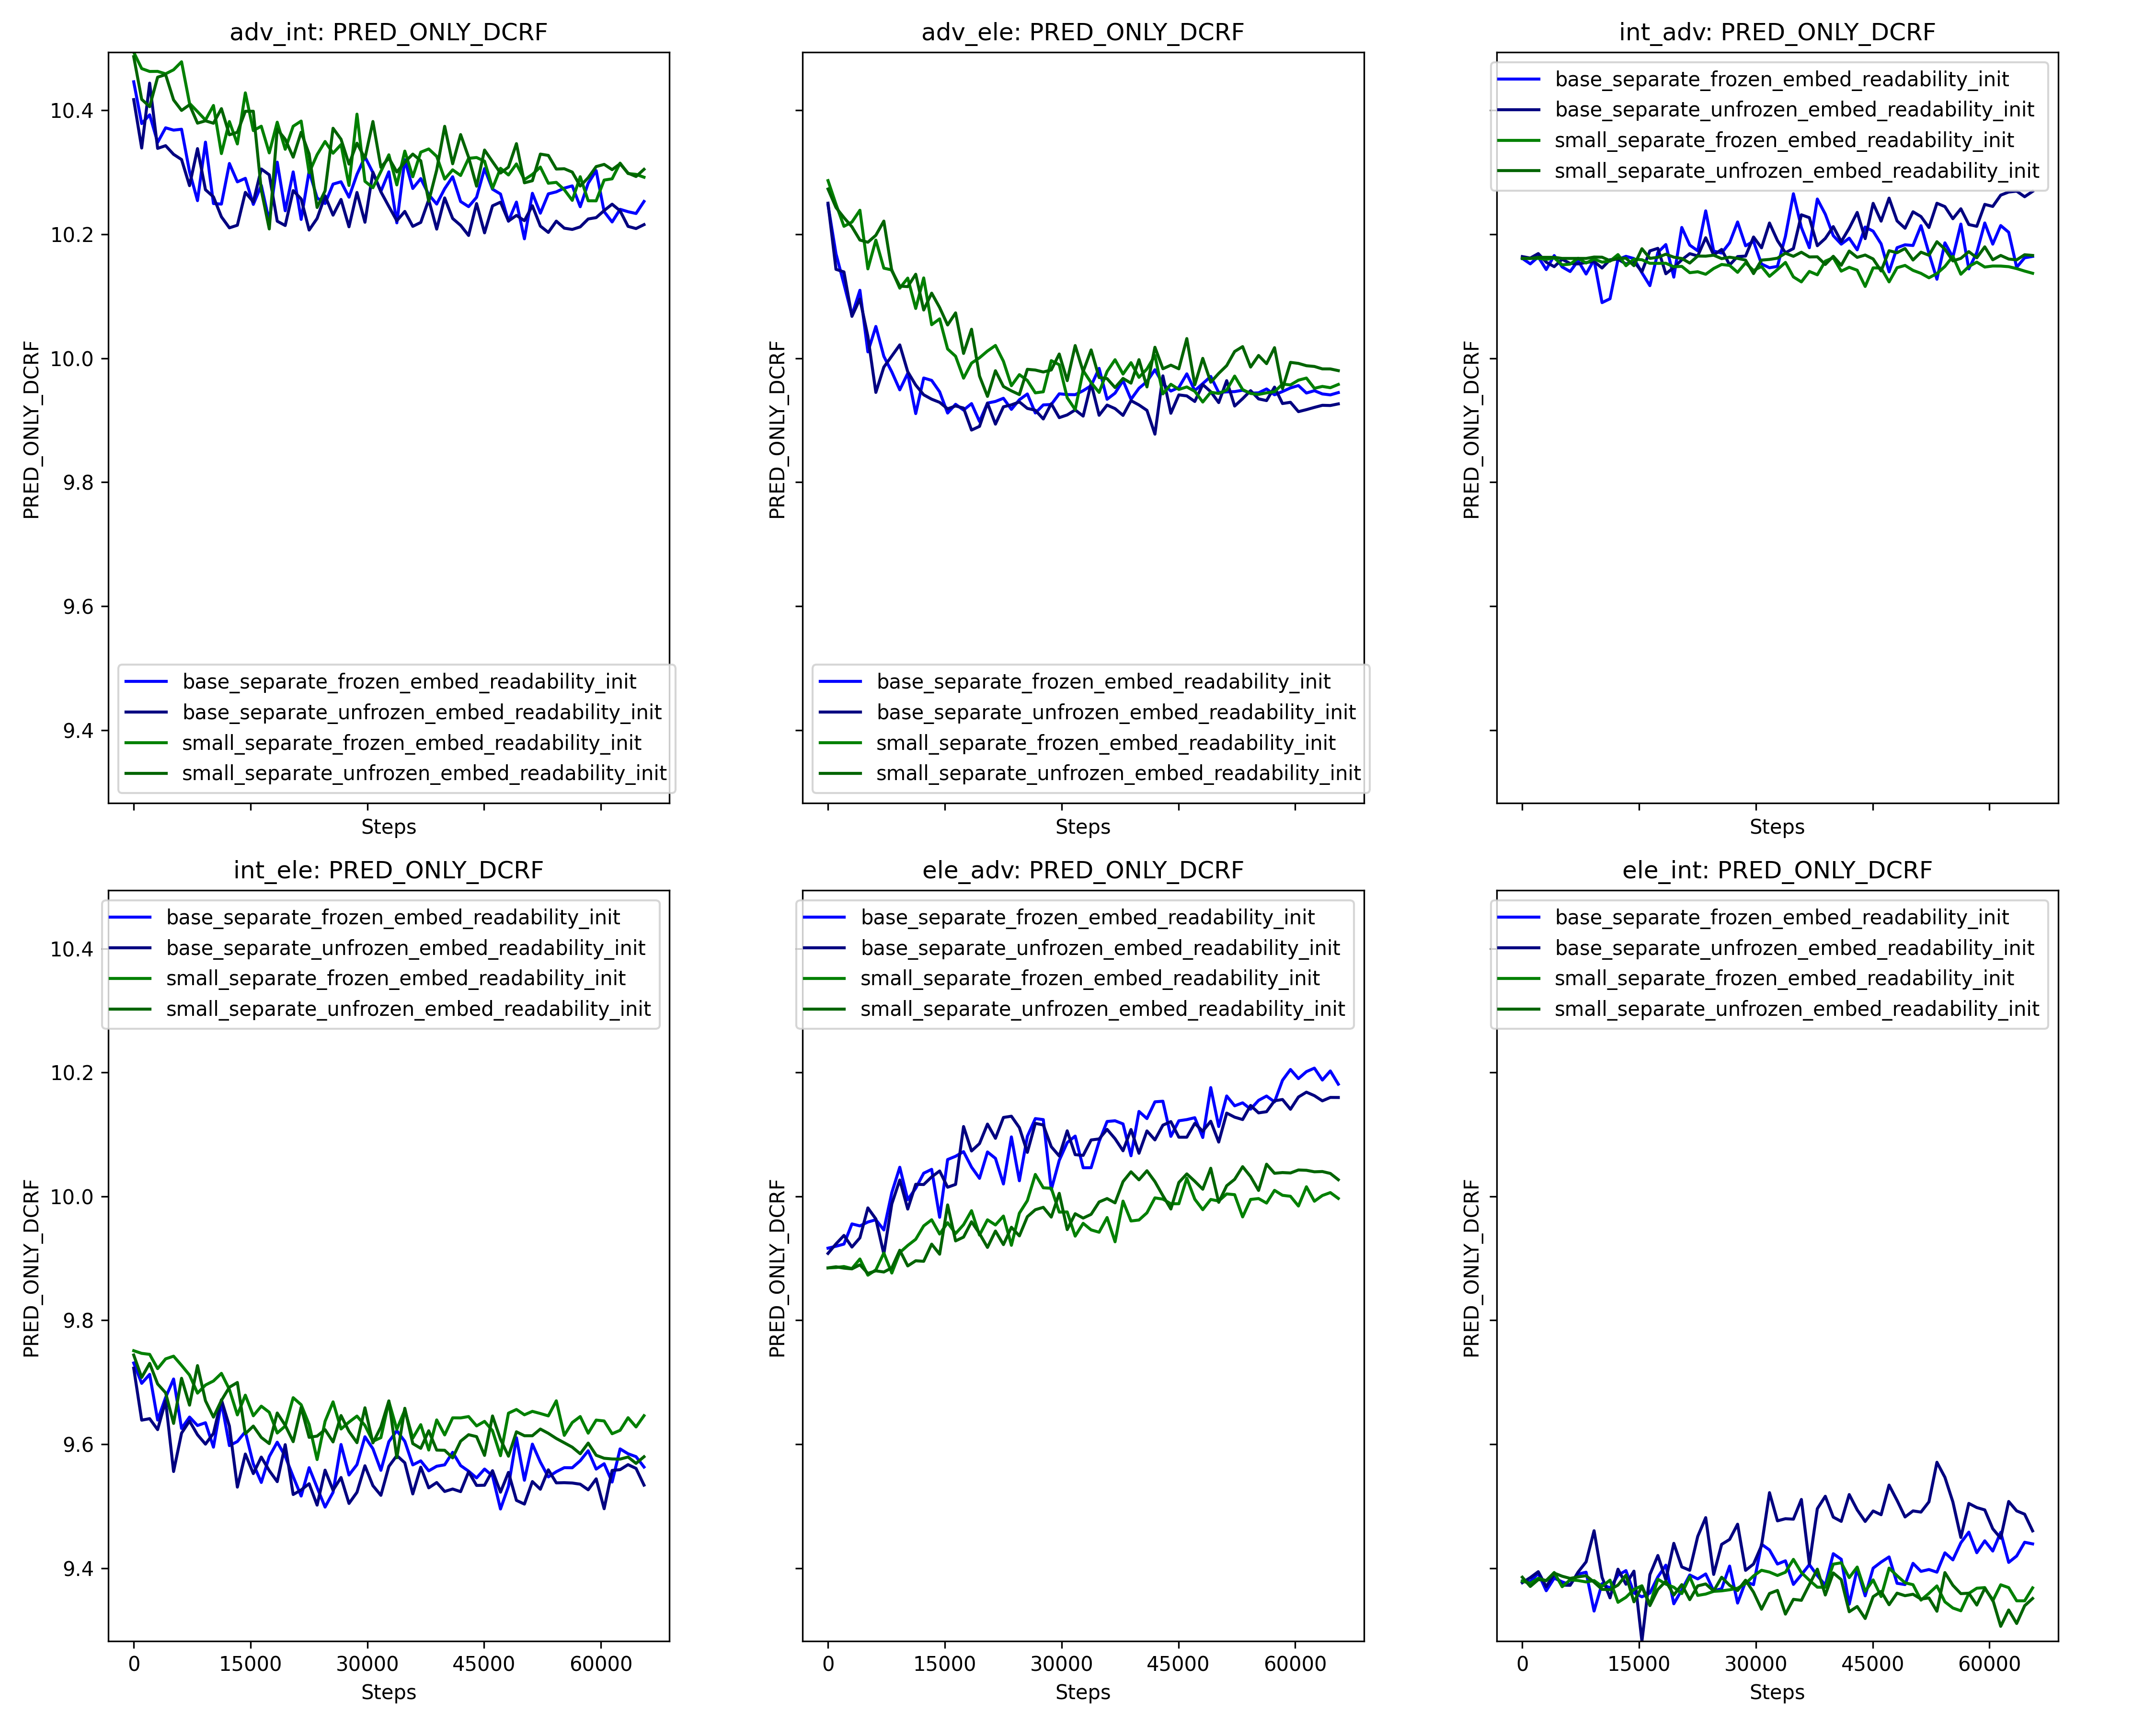 adv_int: PRED_ONLY_DCRF
PRED_ONLY_DCRF
10.4
10.2
10.0
9.8
9.6
9.4
base_separate_frozen_embed_readability_init
base_separate_unfrozen_embed_readability_init
small_separate_frozen_embed_readability_init
small_separate_unfrozen_embed_readability_init
Steps
adv_ele: PRED_ONLY_DCRF
PRED_ONLY_DCRF
base_separate_frozen_embed_readability_init
base_separate_unfrozen_embed_readability_init
small_separate_frozen_embed_readability_init
small_separate_unfrozen_embed_readability_init
Steps
int_adv: PRED_ONLY_DCRF
PRED_ONLY_DCRF
base_separate_frozen_embed_readability_init
base_separate_unfrozen_embed_readability_init
small_separate_frozen_embed_readability_init
small_separate_unfrozen_embed_readability_init
Steps
int_ele: PRED_ONLY_DCRF
PRED_ONLY_DCRF
10.4
10.2
10.0
9.8
9.6
9.4
base_separate_frozen_embed_readability_init
base_separate_unfrozen_embed_readability_init
small_separate_frozen_embed_readability_init
small_separate_unfrozen_embed_readability_init
0 15000 30000 45000 60000
Steps
ele_adv: PRED_ONLY_DCRF
PRED_ONLY_DCRF
base_separate_frozen_embed_readability_init
base_separate_unfrozen_embed_readability_init
small_separate_frozen_embed_readability_init
small_separate_unfrozen_embed_readability_init
0 15000 30000 45000 60000
Steps
ele_int: PRED_ONLY_DCRF
PRED_ONLY_DCRF
base_separate_frozen_embed_readability_init
base_separate_unfrozen_embed_readability_init
small_separate_frozen_embed_readability_init
small_separate_unfrozen_embed_readability_init
0 15000 30000 45000 60000
Steps